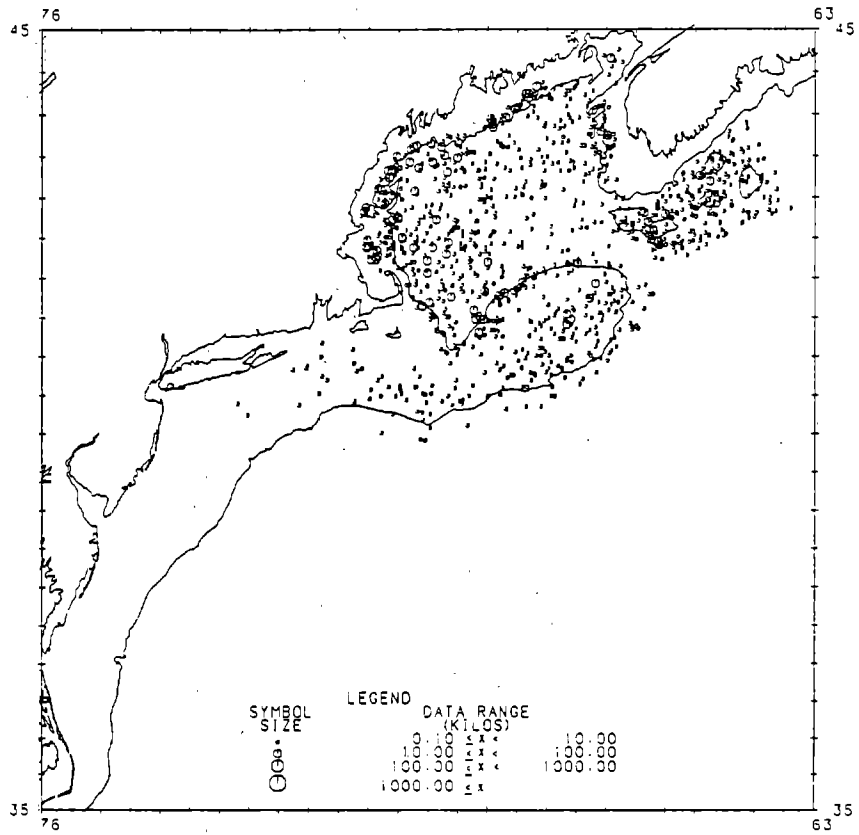 76 63
45 45
LEGEND
SYMBOL DATA RANGE
SIZE (KILOS)
0.10 ≤ x < 10.00
10.00 ≤ x < 100.00
100.00 ≤ x < 1000.00
1000.00 ≤ x
35 35
76 63